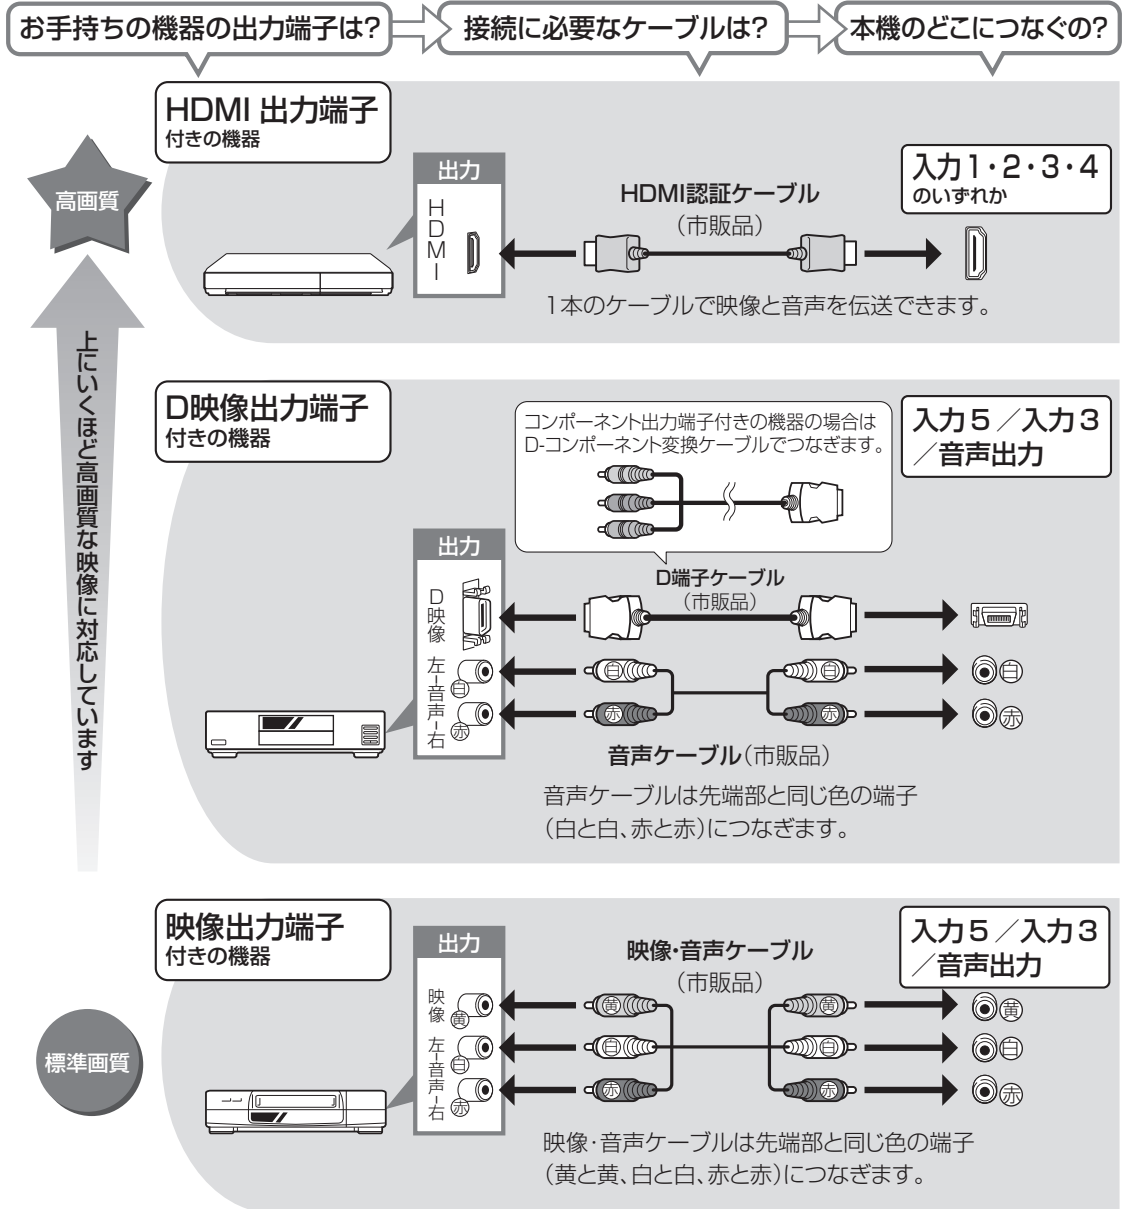 お手持ちの機器の出力端子は?
接続に必要なケーブルは?
本機のどこにつなぐの?
高画質
上にいくほど高画質な映像に対応しています
標準画質
HDMI 出力端子
付きの機器
出力
HDMI
HDMI認証ケーブル
(市販品)
入力1・2・3・4
のいずれか
1本のケーブルで映像と音声を伝送できます。
D映像出力端子
付きの機器
コンポーネント出力端子付きの機器の場合は
D-コンポーネント変換ケーブルでつなぎます。
入力5／入力3
／音声出力
出力
D映像
左-音声-右
白
赤
D端子ケーブル
(市販品)
白
白
白
赤
赤
赤
音声ケーブル(市販品)
音声ケーブルは先端部と同じ色の端子
(白と白、赤と赤)につなぎます。
映像出力端子
付きの機器
出力
映像
黄
左-音声-右
白
赤
映像・音声ケーブル
(市販品)
入力5／入力3
／音声出力
黄
黄
黄
白
白
白
赤
赤
赤
映像・音声ケーブルは先端部と同じ色の端子
(黄と黄、白と白、赤と赤)につなぎます。